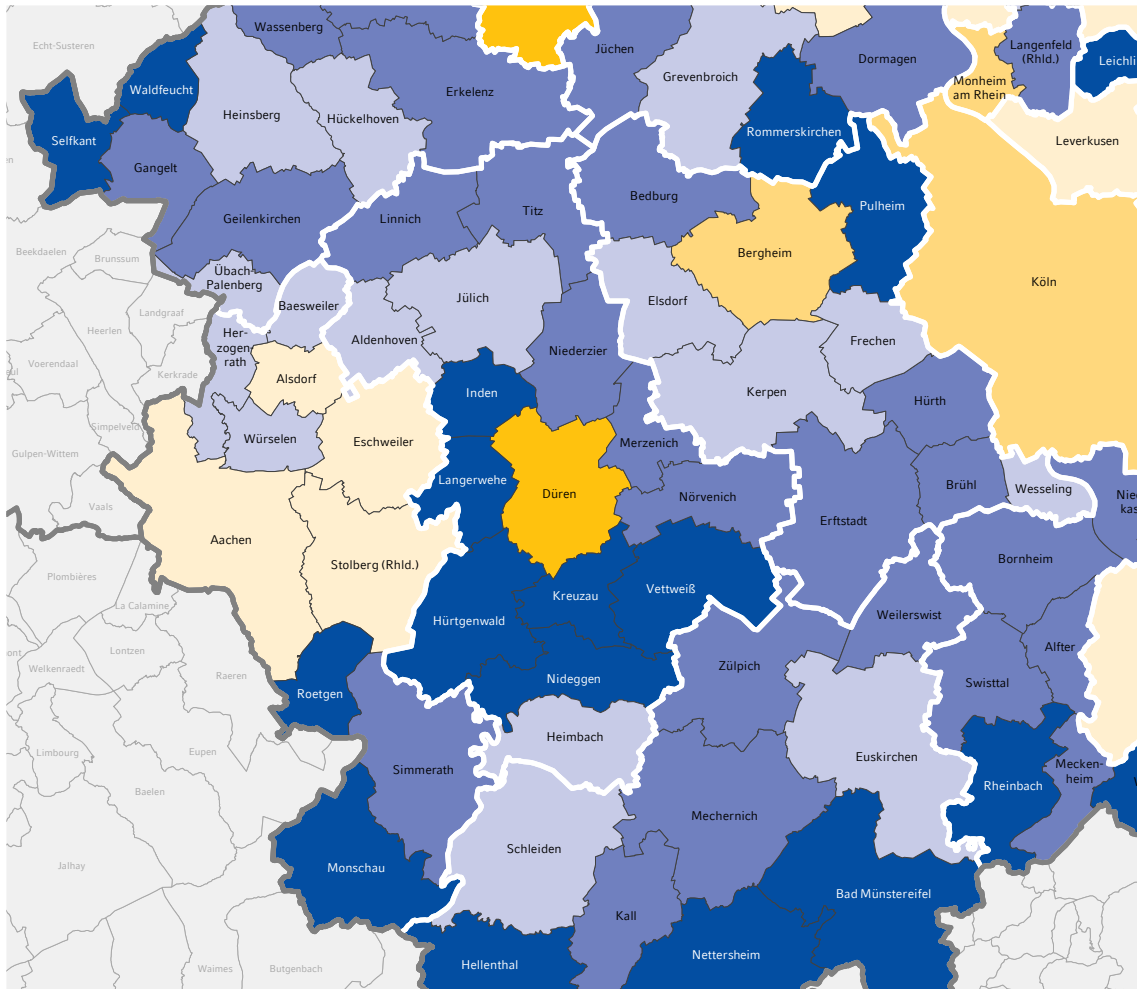 Echt-Susteren
Wassenberg
Jüchen
Dormagen
Langenfeld
(Rhld.)
Leichli
Waldfeucht
Erkelenz
Grevenbroich
Monheim
am Rhein
Heinsberg
Hückelhoven
Selfkant
Rommerskirchen
Leverkusen
Gangelt
Geilenkirchen
Linnich
Titz
Bedburg
Pulheim
Beekdaelen
Brunssum
Bergheim
Köln
Übach-
Palenberg
Baesweiler
Jülich
Elsdorf
Landgraaf
Heerlen
Her-
zogen-
rath
Aldenhoven
Niederzier
Frechen
Voerendaal
Kerkrade
Alsdorf
Inden
Kerpen
Hürth
Simpelveld
Würselen
Eschweiler
Merzenich
Gulpen-Wittem
Langerwehe
Düren
Nörvenich
Brühl
Wesseling
Nie
kas
Vaals
Aachen
Erftstadt
Stolberg (Rhld.)
Bornheim
Plombières
La Calamine
Kreuzau
Vettweiß
Hürtgenwald
Weilerswist
Lontzen
Welkenraedt
Raeren
Alfter
Zülpich
Nideggen
Swisttal
Roetgen
Heimbach
Limbourg
Eupen
Simmerath
Euskirchen
Mecken-
heim
Rheinbach
Baelen
Mechernich
Schleiden
Jalhay
Monschau
Bad Münstereifel
Kall
Nettersheim
Hellenthal
Waimes
Butgenbach